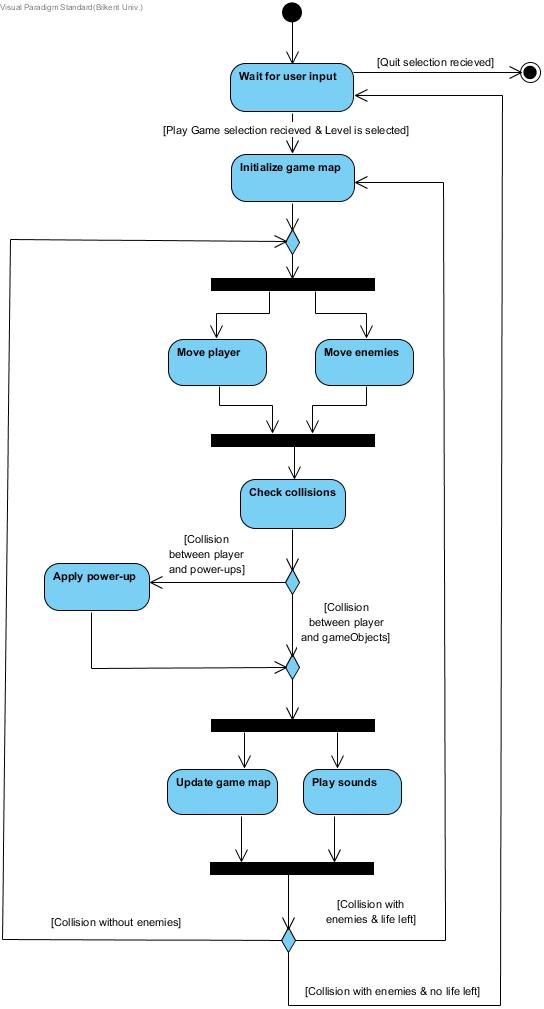 Visual Paradigm Standard(Bilkent Univ.)
[Quit selection recieved]
Wait for user input
[Play Game selection recieved & Level is selected]
Initialize game map
Move player
Move enemies
Check collisions
[Collision
between player
and power-ups]
Apply power-up
[Collision
between player
and gameObjects]
Update game map
Play sounds
[Collision with
enemies & life left]
[Collision without enemies]
[Collision with enemies & no life left]